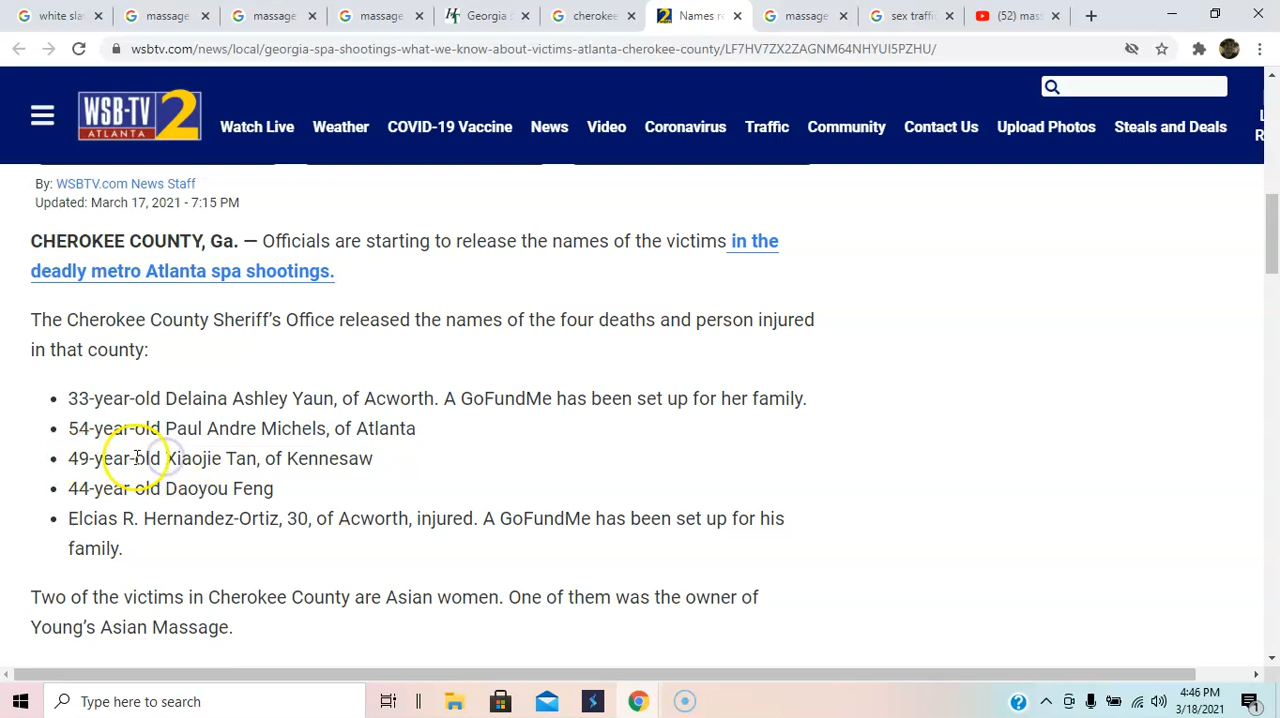 white sla
massage
massage
massage
Georgia s
cherokee
Names re
massage
sex traffi
(52) mas
wsbtv.com/news/local/georgia-spa-shootings-what-we-know-about-victims-atlanta-cherokee-county/LF7HV7ZX2ZAGNM64NHYUI5PZHU/
WSB-TV 2
ATLANTA
Watch Live Weather COVID-19 Vaccine News Video Coronavirus Traffic Community Contact Us Upload Photos Steals and Deals
By: WSBTV.com News Staff
Updated: March 17, 2021 - 7:15 PM
CHEROKEE COUNTY, Ga. — Officials are starting to release the names of the victims in the
deadly metro Atlanta spa shootings.
The Cherokee County Sheriff's Office released the names of the four deaths and person injured
in that county:
• 33-year-old Delaina Ashley Yaun, of Acworth. A GoFundMe has been set up for her family.
• 54-year-old Paul Andre Michels, of Atlanta
• 49-year-old Xiaojie Tan, of Kennesaw
• 44-year-old Daoyou Feng
• Elcias R. Hernandez-Ortiz, 30, of Acworth, injured. A GoFundMe has been set up for his
family.
Two of the victims in Cherokee County are Asian women. One of them was the owner of
Young's Asian Massage.
Type here to search
4:46 PM
3/18/2021